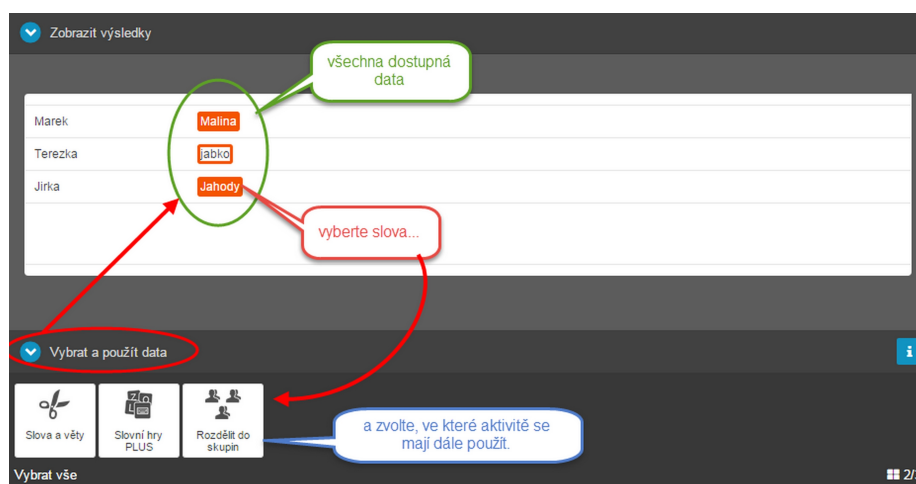 Zobrazit výsledky
všechna dostupná
data
Marek Malina
Terezka jabko
Jirka Jahody
vyberte slova...
Vybrat a použít data
i
Slova a věty
Slovní hry
PLUS
Rozdělit do
skupin
a zvolte, ve které aktivitě se
mají dále použít.
Vybrat vše
2/